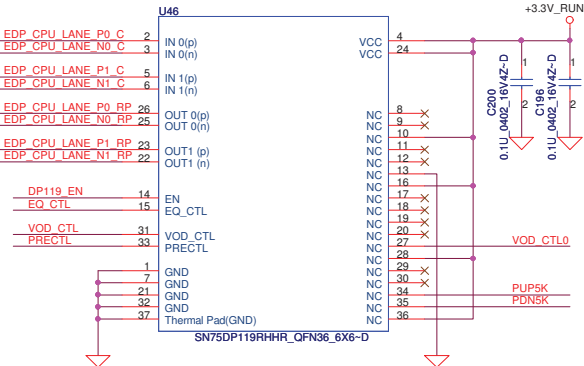 U46
+3.3V_RUN
EDP_CPU_LANE_P0_C 2 IN 0(p) VCC 4
EDP_CPU_LANE_N0_C 3 IN 0(n) VCC 24
EDP_CPU_LANE_P1_C 5 IN 1(p)
EDP_CPU_LANE_N1_C 6 IN 1(n)
1 1
C200
0.1U_0402_16V4Z~D
C196
0.1U_0402_16V4Z~D
2 2
EDP_CPU_LANE_P0_RP 26 OUT 0(p) NC 8
EDP_CPU_LANE_N0_RP 25 OUT 0(n) NC 9
NC 10
EDP_CPU_LANE_P1_RP 23 OUT1 (p) NC 11
EDP_CPU_LANE_N1_RP 22 OUT1 (n) NC 12
NC 13
DP119_EN 14 EN NC 16
EQ_CTL 15 EQ_CTL NC 17
NC 18
NC 19
VOD_CTL 31 VOD_CTL NC 20
PRECTL 33 PRECTL NC 27 VOD_CTL0
NC 28
1 GND NC 29
7 GND NC 30
21 GND NC 34 PUP5K
32 GND NC 35 PDN5K
37 Thermal Pad(GND) NC 36
SN75DP119RHHR_QFN36_6X6~D